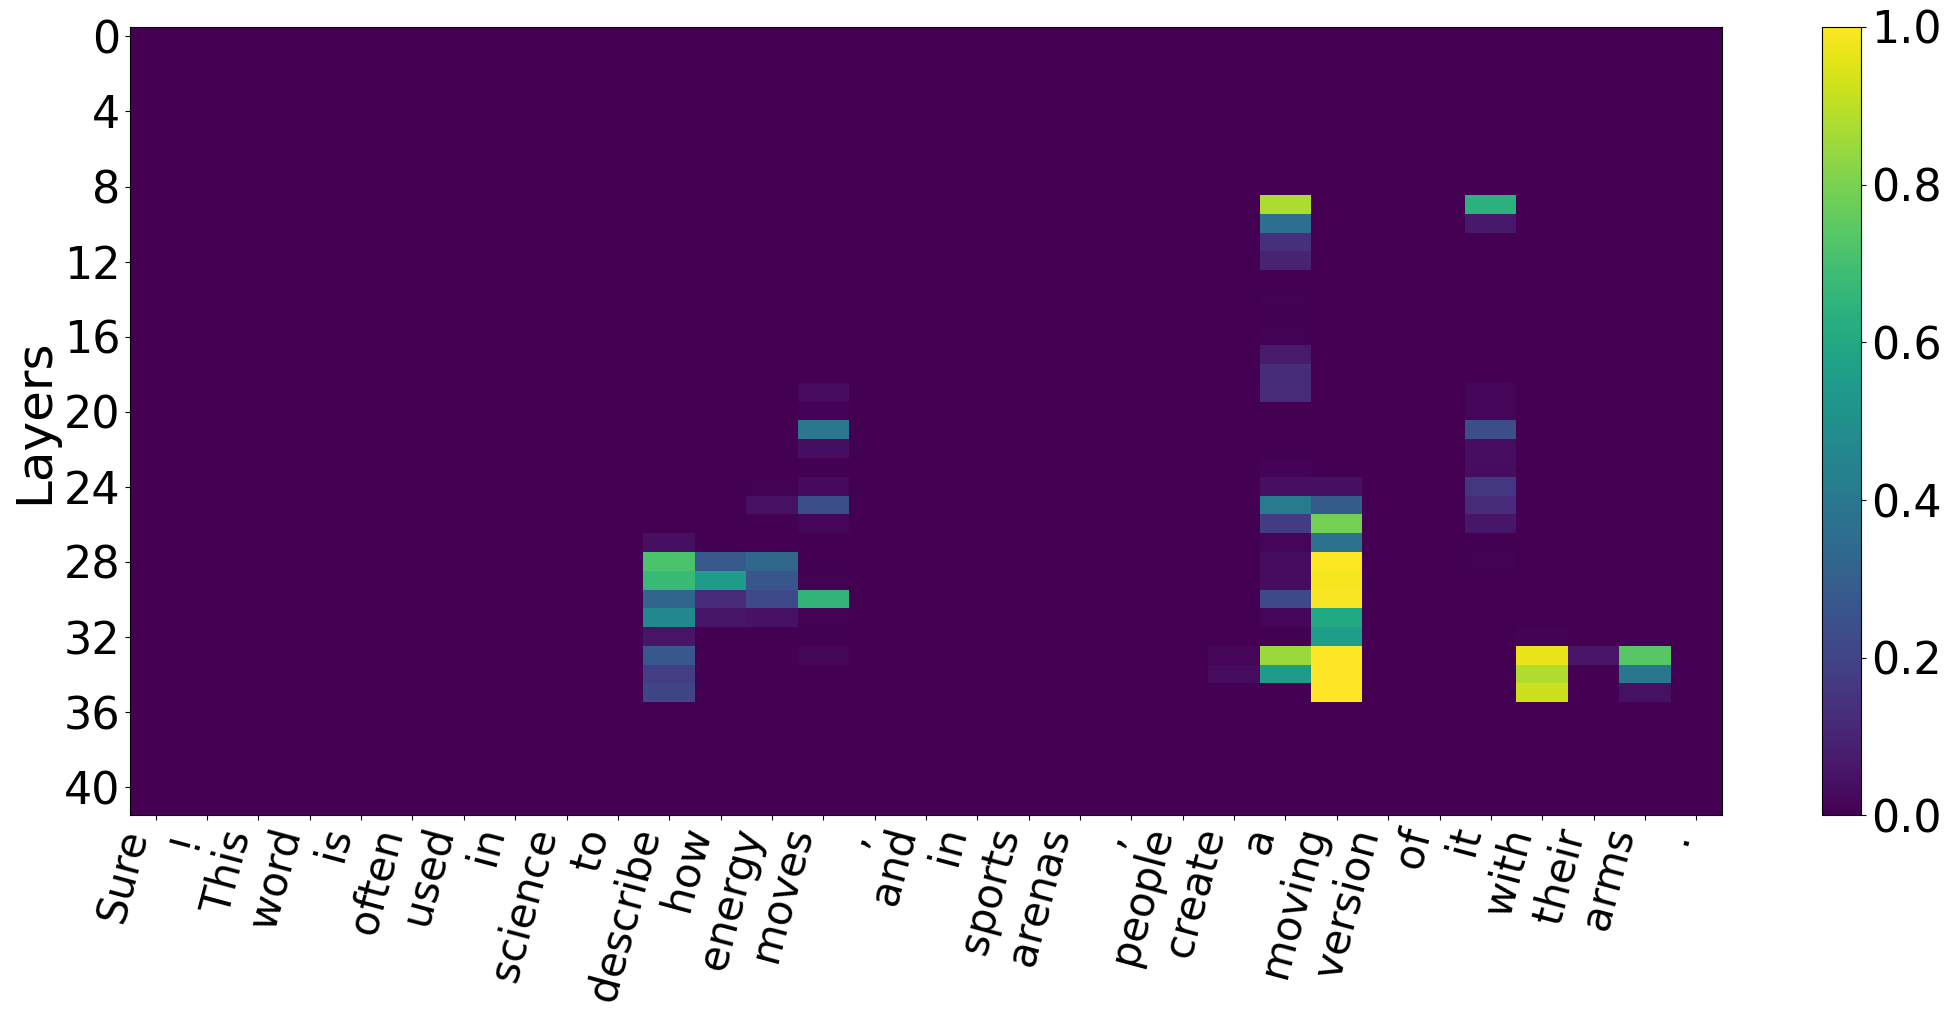 Layers
0
4
8
12
16
20
24
28
32
36
40
Sure
!
This
word
is
often
used
in
science
to
describe
how
energy
moves
,
and
in
sports
arenas
,
people
create
a
moving
version
of
it
with
their
arms
.
1.0
0.8
0.6
0.4
0.2
0.0